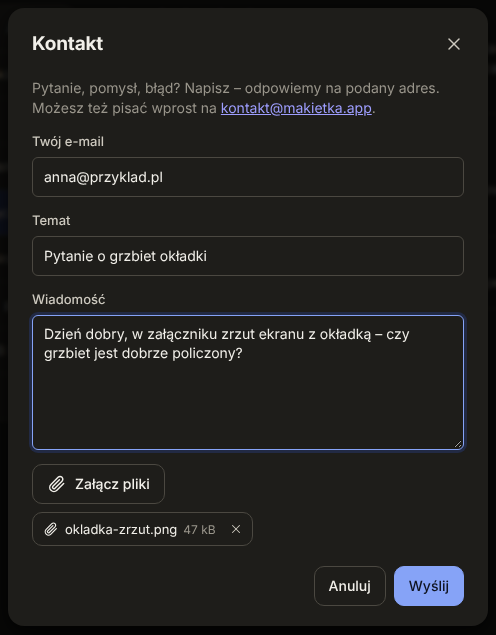 Kontakt
Pytanie, pomysł, błąd? Napisz – odpowiemy na podany adres.
Możesz też pisać wprost na kontakt@makietka.app.
Twój e-mail
anna@przyklad.pl
Temat
Pytanie o grzbiet okładki
Wiadomość
Dzień dobry, w załączniku zrzut ekranu z okładką – czy
grzbiet jest dobrze policzony?
Załącz pliki
okladka-zrzut.png 47 kB
Anuluj Wyślij